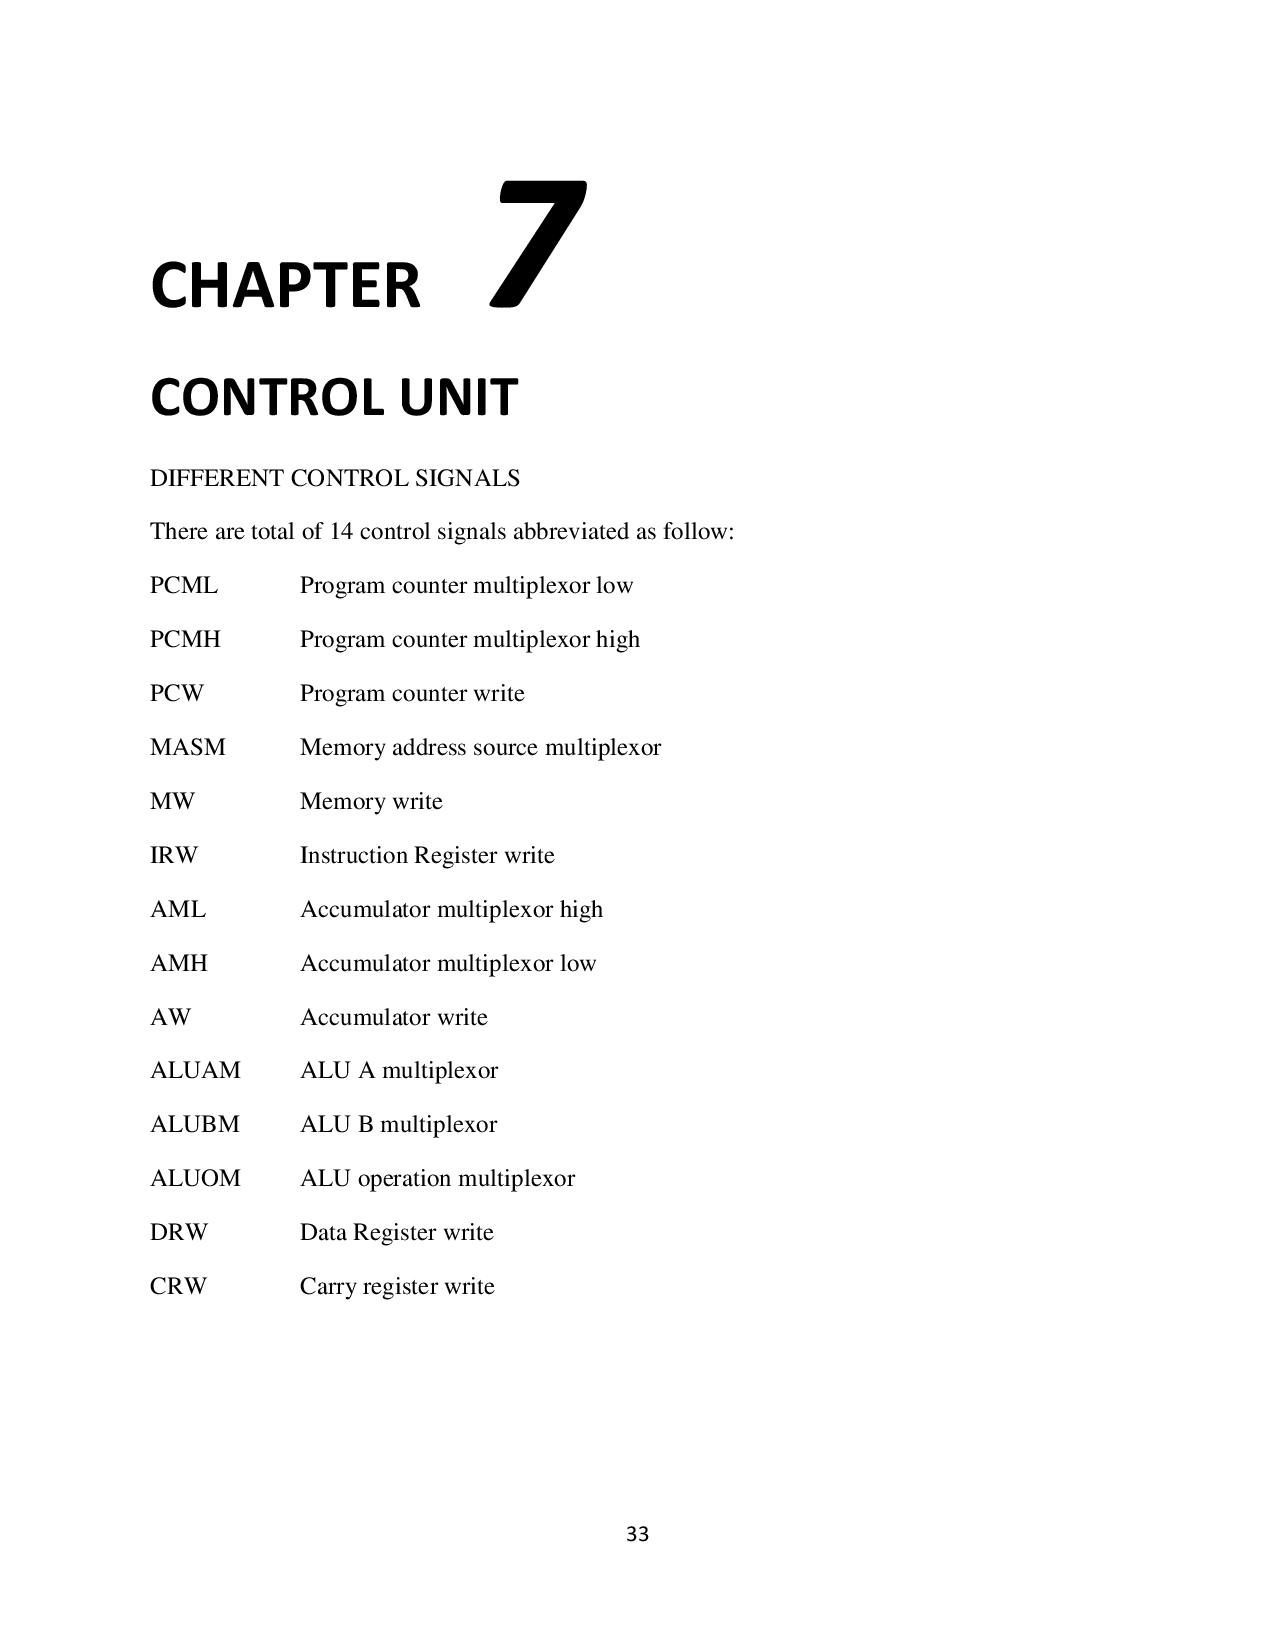 CHAPTER 7
CONTROL UNIT
DIFFERENT CONTROL SIGNALS
There are total of 14 control signals abbreviated as follow:
PCML Program counter multiplexor low
PCMH Program counter multiplexor high
PCW Program counter write
MASM Memory address source multiplexor
MW Memory write
IRW Instruction Register write
AML Accumulator multiplexor high
AMH Accumulator multiplexor low
AW Accumulator write
ALUAM ALU A multiplexor
ALUBM ALU B multiplexor
ALUOM ALU operation multiplexor
DRW Data Register write
CRW Carry register write
33